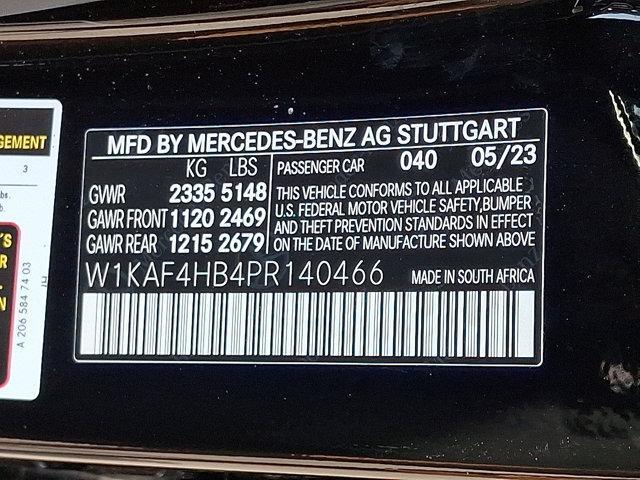 MFD BY MERCEDES-BENZ AG STUTTGART
KG LBS
GVWR 2335 5148
GAWR FRONT 1120 2469
GAWR REAR 1215 2679
PASSENGER CAR 040 05/23
THIS VEHICLE CONFORMS TO ALL APPLICABLE
U.S. FEDERAL MOTOR VEHICLE SAFETY,BUMPER
AND THEFT PREVENTION STANDARDS IN EFFECT
ON THE DATE OF MANUFACTURE SHOWN ABOVE
W1KAF4HB4PR140466 MADE IN SOUTH AFRICA
GEMENT
3
A 206 584 74 03